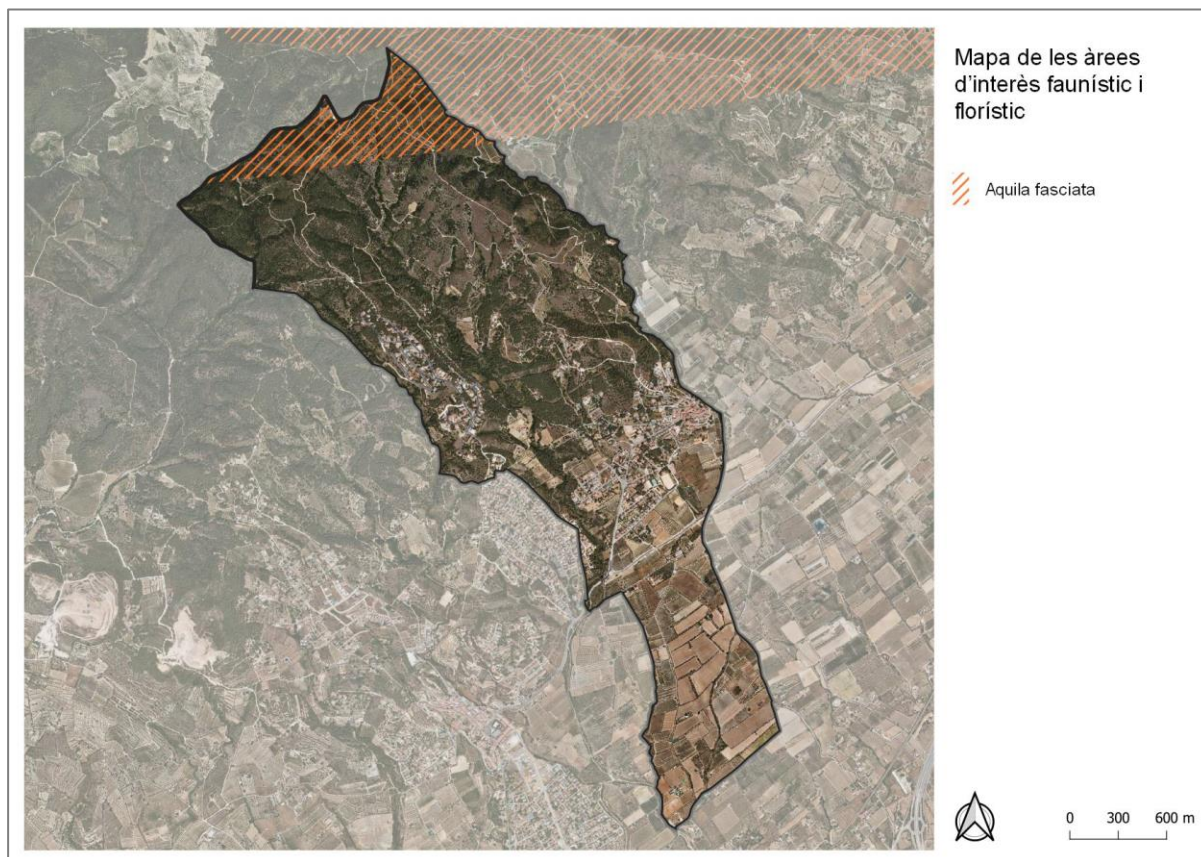 Mapa de les àrees
d'interès faunístic i
florístic
Aquila fasciata
0 300 600 m